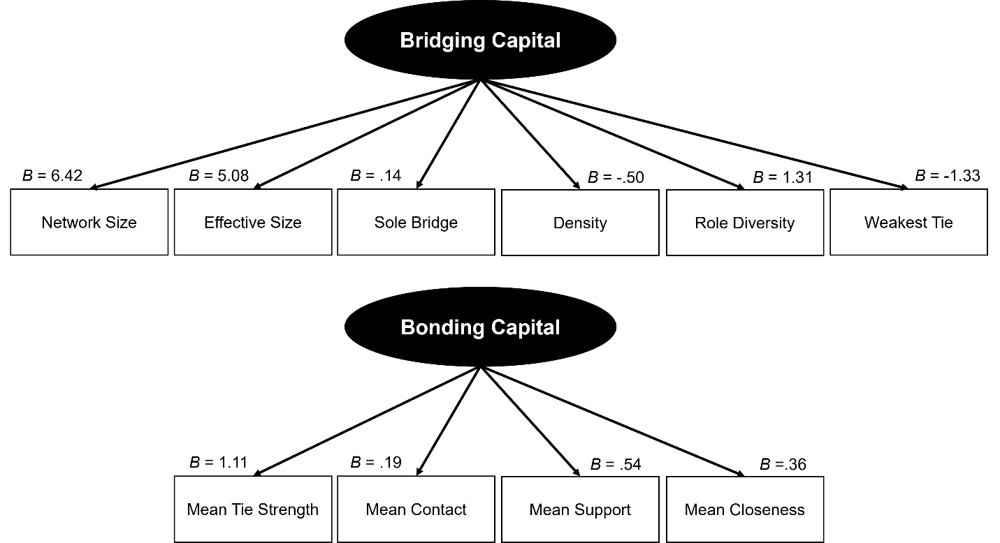 Bridging Capital
B = 6.42
B = 5.08
B = .14
B = -.50
B = 1.31
B = -1.33
Network Size
Effective Size
Sole Bridge
Density
Role Diversity
Weakest Tie
Bonding Capital
B = 1.11
B = .19
B = .54
B =.36
Mean Tie Strength
Mean Contact
Mean Support
Mean Closeness